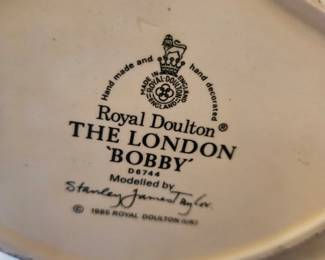 Hand made and hand decorated
MADE IN ENGLAND
ROYAL DOULTON
ENGLAND
Royal Doulton®
THE LONDON
'BOBBY'
D6744
Modelled by
Stanley James Taylor
© 1985 ROYAL DOULTON (UK)